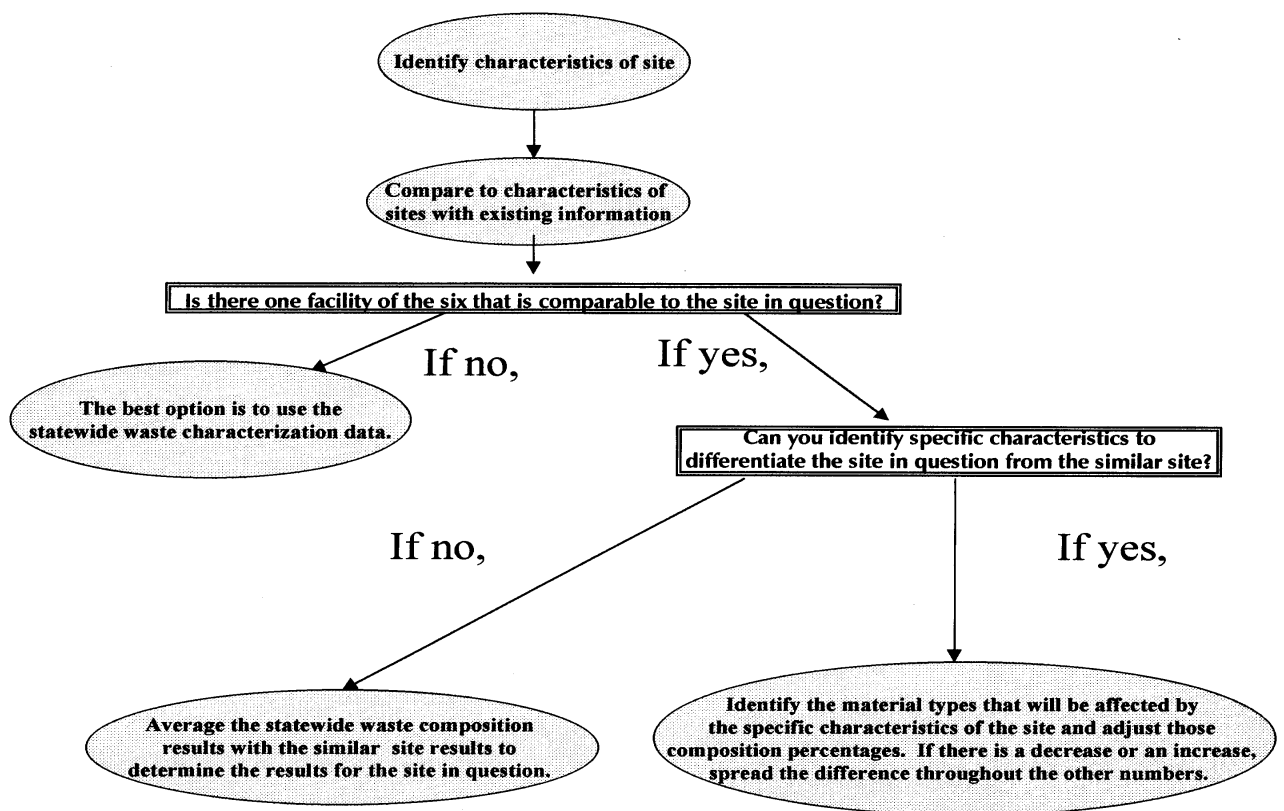 Identify characteristics of site
Compare to characteristics of
sites with existing information
Is there one facility of the six that is comparable to the site in question?
If no,
If yes,
The best option is to use the
statewide waste characterization data.
Can you identify specific characteristics to
differentiate the site in question from the similar site?
If no,
If yes,
Average the statewide waste composition
results with the similar site results to
determine the results for the site in question.
Identify the material types that will be affected by
the specific characteristics of the site and adjust those
composition percentages. If there is a decrease or an increase,
spread the difference throughout the other numbers.